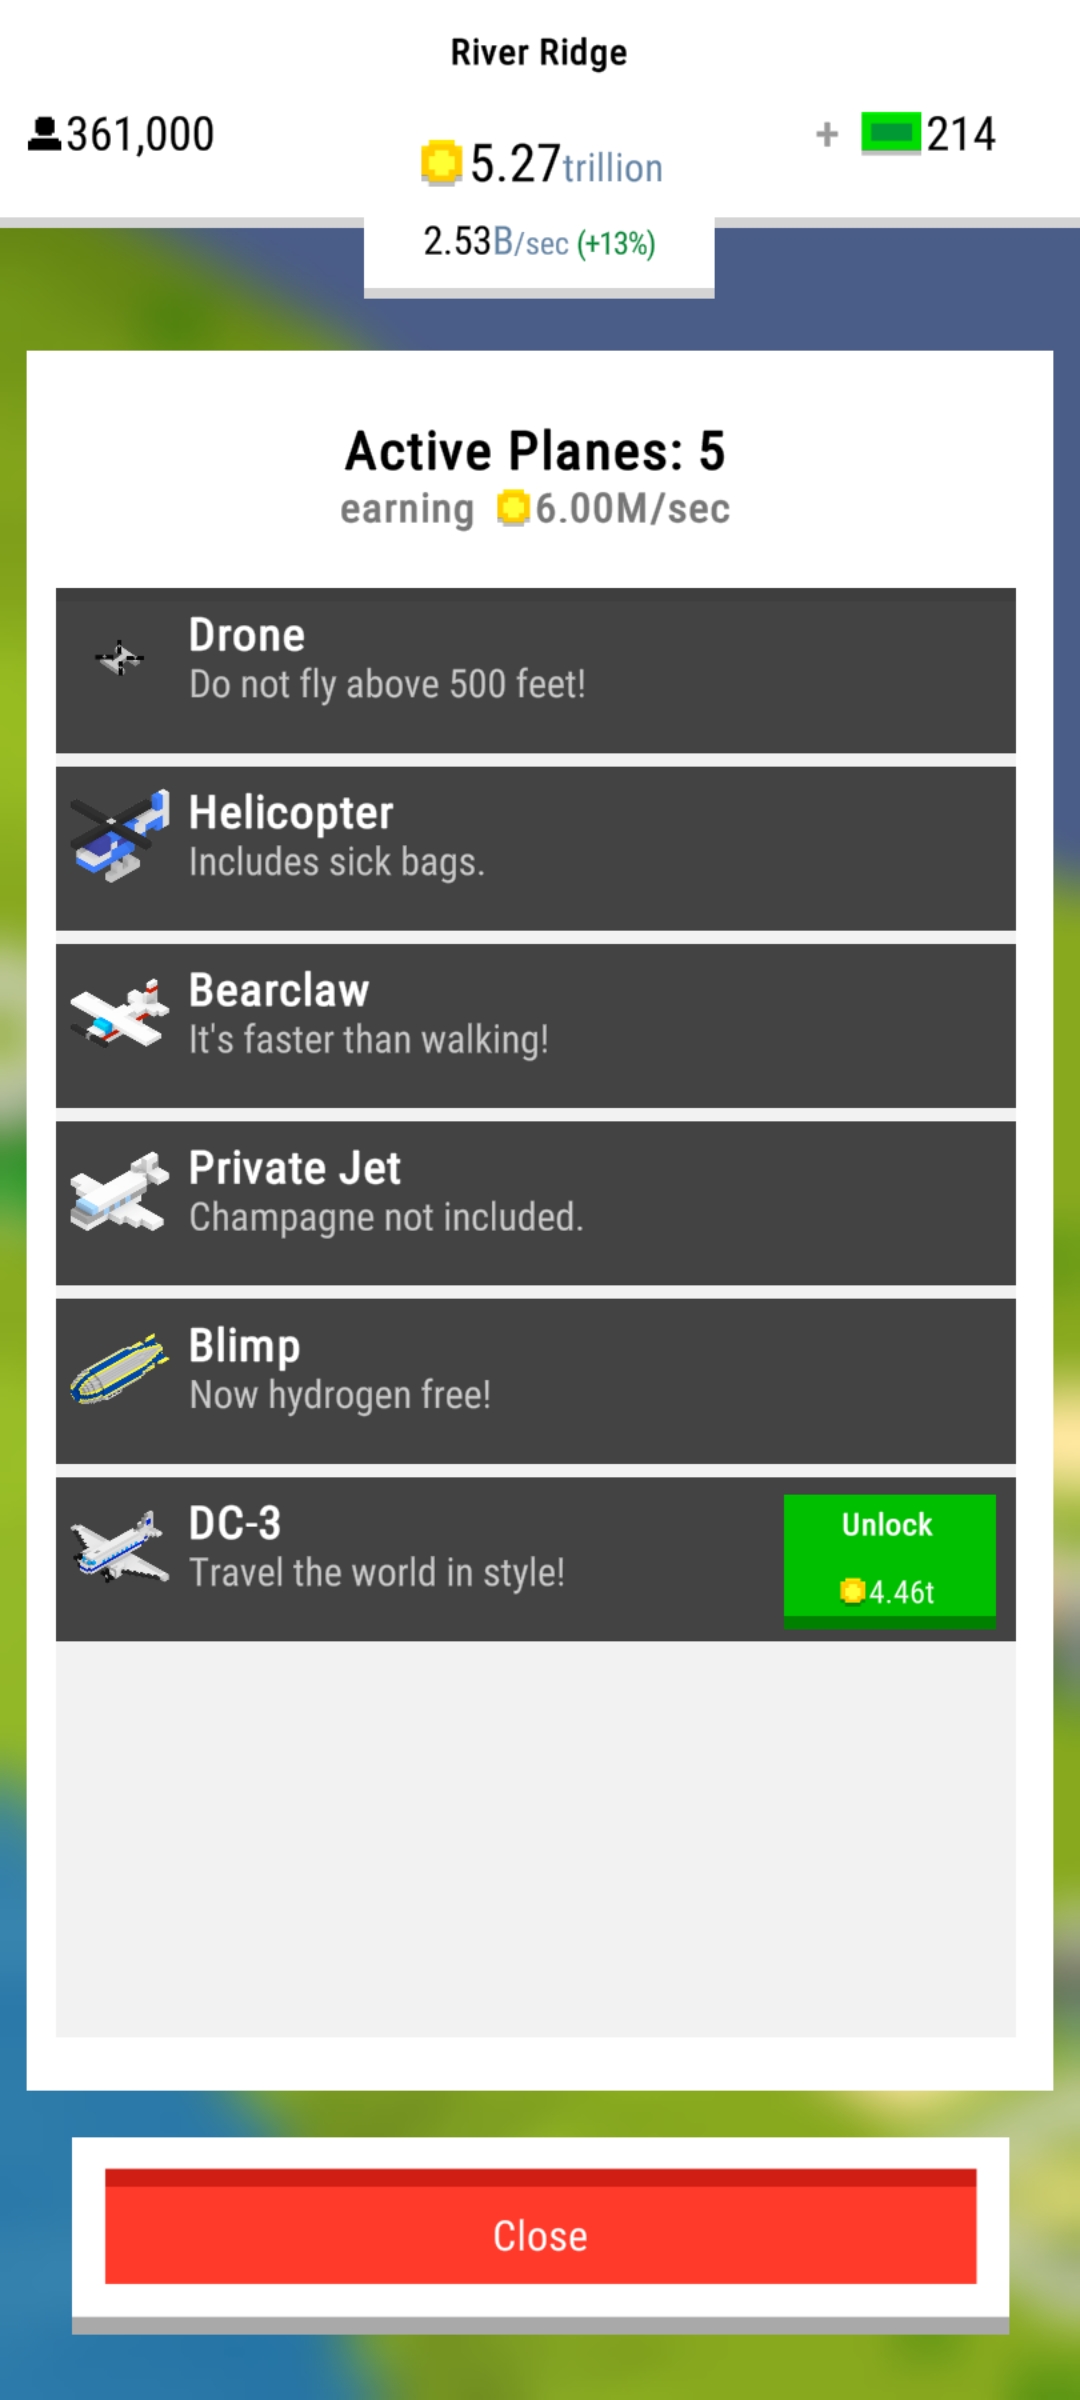 River Ridge
361,000
5.27trillion
+ 214
2.53B/sec (+13%)
Active Planes: 5
earning 6.00M/sec
Drone
Do not fly above 500 feet!
Helicopter
Includes sick bags.
Bearclaw
It's faster than walking!
Private Jet
Champagne not included.
Blimp
Now hydrogen free!
DC-3
Travel the world in style!
Unlock
4.46t
Close